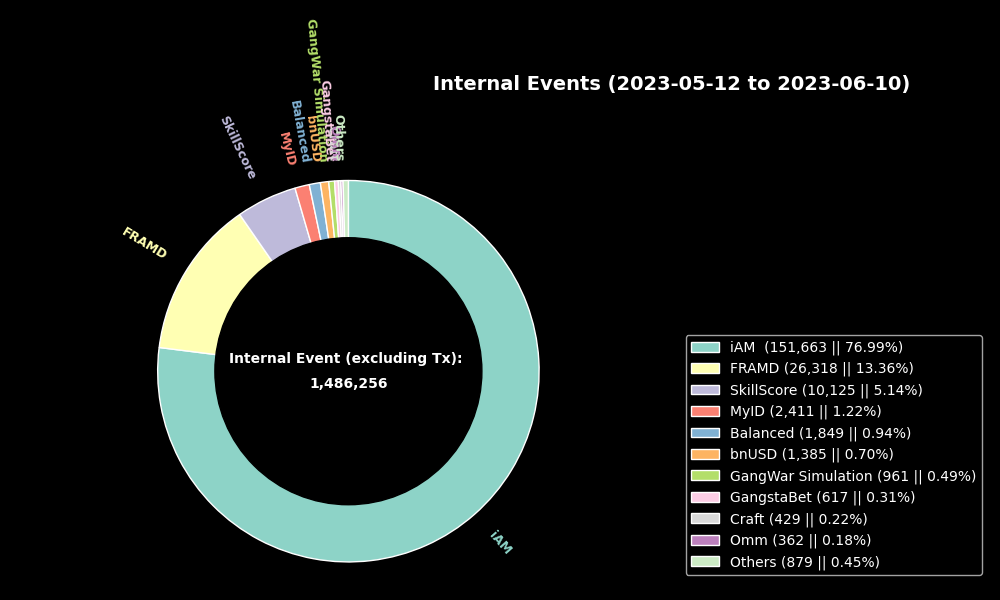 Internal Events (2023-05-12 to 2023-06-10)
GangWar Simulation
GangstaBet
Others
bnUSD
Balanced
MyID
SkillScore
FRAMD
iAM
Internal Event (excluding Tx):
1,486,256
iAM  (151,663 || 76.99%)
FRAMD (26,318 || 13.36%)
SkillScore (10,125 || 5.14%)
MyID (2,411 || 1.22%)
Balanced (1,849 || 0.94%)
bnUSD (1,385 || 0.70%)
GangWar Simulation (961 || 0.49%)
GangstaBet (617 || 0.31%)
Craft (429 || 0.22%)
Omm (362 || 0.18%)
Others (879 || 0.45%)